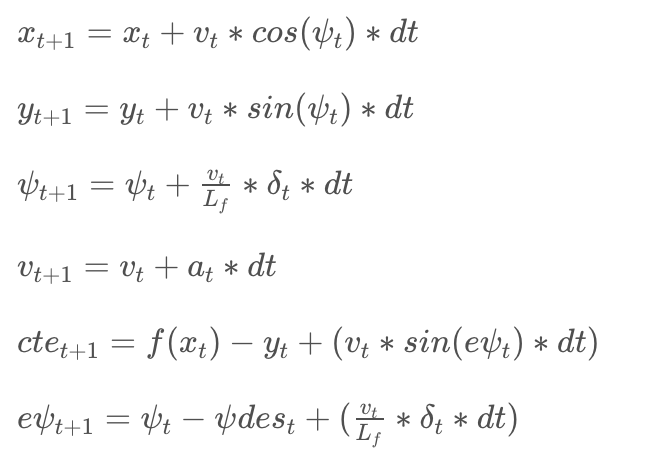 x_{t+1} = x_t + v_t * cos(ψ_t) * dt
y_{t+1} = y_t + v_t * sin(ψ_t) * dt
ψ_{t+1} = ψ_t + \frac{v_t}{L_f} * δ_t * dt
v_{t+1} = v_t + a_t * dt
cte_{t+1} = f(x_t) − y_t + (v_t * sin(eψ_t) * dt)
eψ_{t+1} = ψ_t − ψdes_t + (\frac{v_t}{L_f} * δ_t * dt)